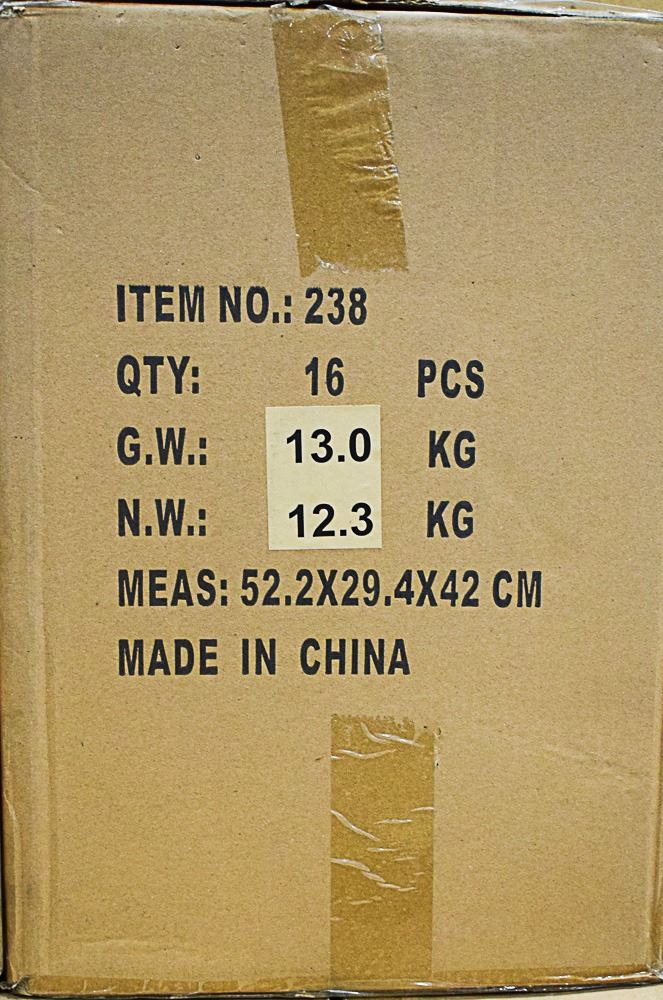 ITEM NO.: 238
QTY: 16 PCS
G.W.: 13.0 KG
N.W.: 12.3 KG
MEAS: 52.2X29.4X42 CM
MADE IN CHINA